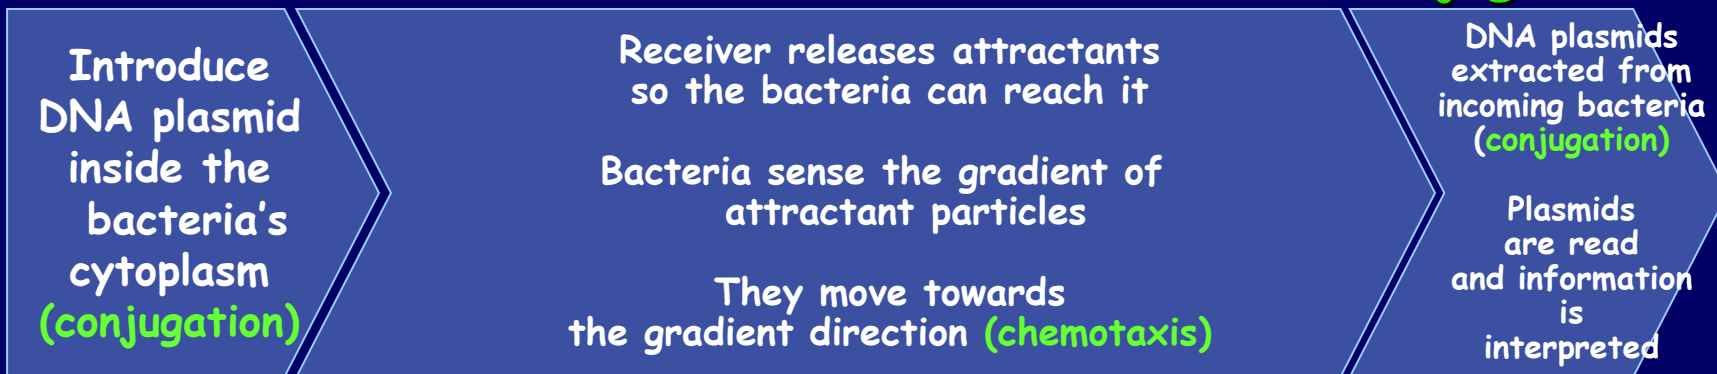 Introduce
DNA plasmid
inside the
bacteria's
cytoplasm
(conjugation)
Receiver releases attractants
so the bacteria can reach it
Bacteria sense the gradient of
attractant particles
They move towards
the gradient direction (chemotaxis)
DNA plasmids
extracted from
incoming bacteria
(conjugation)
Plasmids
are read
and information
is
interpreted